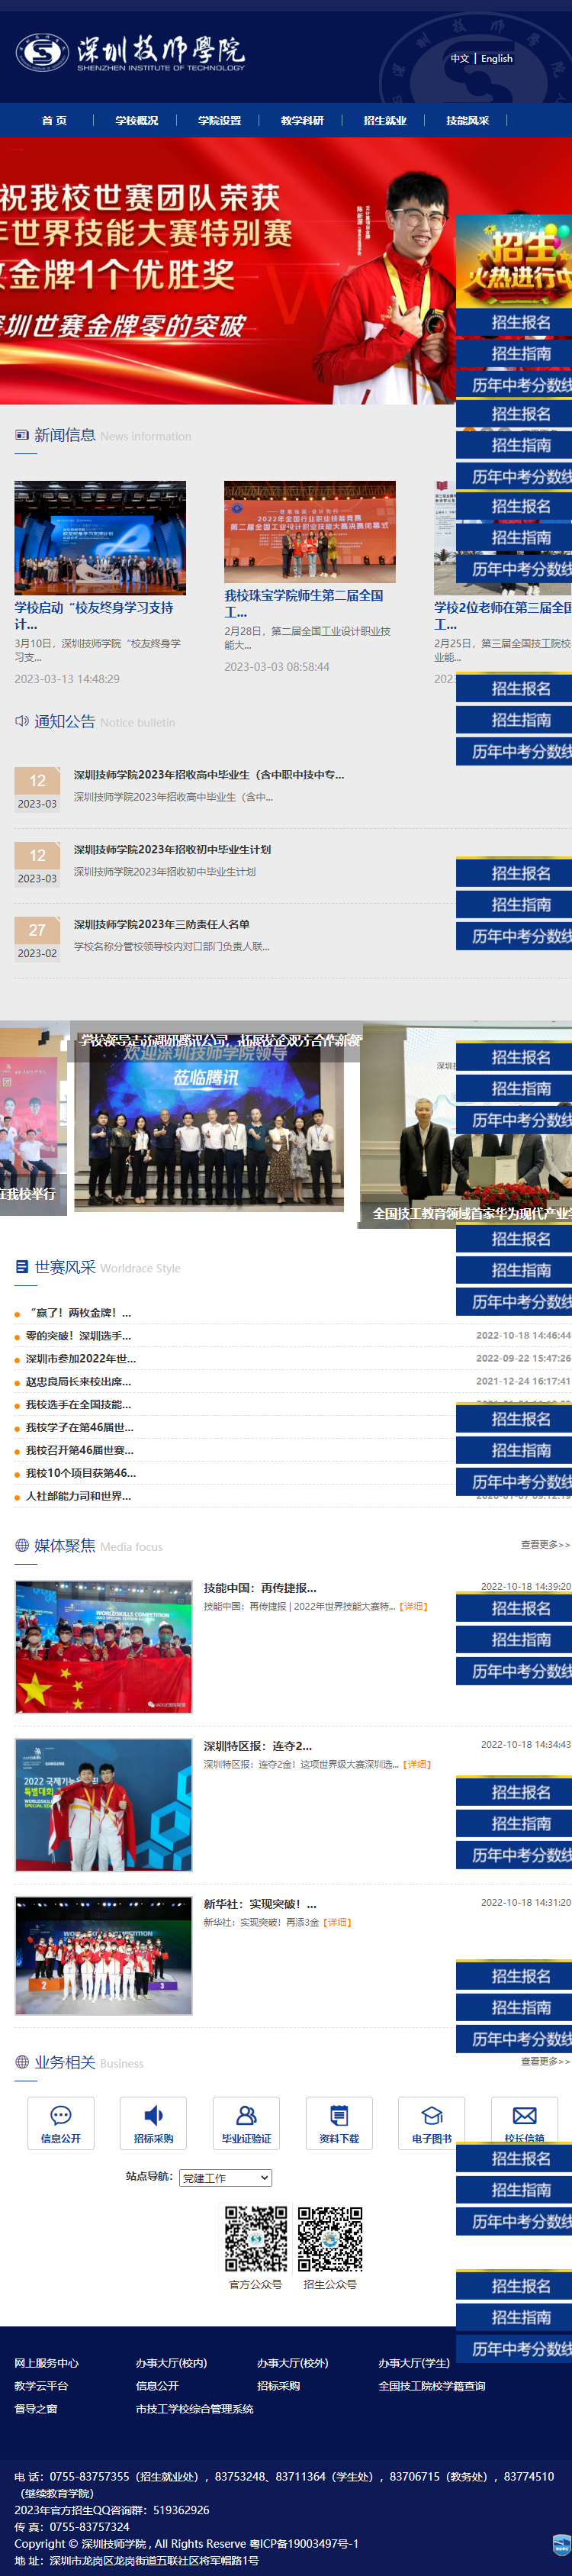 深圳技师學院
SHENZHEN INSTITUTE OF TECHNOLOGY
中文 | English
首 页
学校概况
学院设置
教学科研
招生就业
技能风采
祝我校世赛团队荣获
年世界技能大赛特别赛
枚金牌1个优胜奖
深圳世赛金牌零的突破
招生
火热进行中
招生报名
招生指南
历年中考分数线
招生报名
招生指南
历年中考分数线
招生报名
招生指南
历年中考分数线
新闻信息 News information
学校启动“校友终身学习支持
计...
3月10日，深圳技师学院“校友终身学
习支...
2023-03-13 14:48:29
2022年全国行业职业技能竞赛
第二届全国工业设计职业技能大赛决赛闭幕式
我校珠宝学院师生第二届全国
工...
2月28日，第二届全国工业设计职业技
能大...
2023-03-03 08:58:44
学校2位老师在第三届全国
工...
2月25日，第三届全国技工院校
业能...
招生报名
招生指南
历年中考分数线
通知公告 Notice bulletin
12
2023-03
深圳技师学院2023年招收高中毕业生（含中职中技中专...
深圳技师学院2023年招收高中毕业生（含中...
12
2023-03
深圳技师学院2023年招收初中毕业生计划
深圳技师学院2023年招收初中毕业生计划
招生报名
招生指南
历年中考分数线
27
2023-02
深圳技师学院2023年三防责任人名单
学校名称分管校领导校内对口部门负责人联...
在我校举行
欢迎深圳技师学院领导
莅临腾讯
全国技工教育领域首家华为现代产业学
招生报名
招生指南
历年中考分数线
招生报名
招生指南
历年中考分数线
世赛风采 Worldrace Style
“赢了！两枚金牌！...
零的突破！深圳选手...
2022-10-18 14:46:44
深圳市参加2022年世...
2022-09-22 15:47:26
赵忠良局长来校出席...
2021-12-24 16:17:41
我校选手在全国技能...
我校学子在第46届世...
我校召开第46届世赛...
我校10个项目获第46...
人社部能力司和世界...
招生报名
招生指南
历年中考分数线
媒体聚焦 Media focus
查看更多>>
技能中国：再传捷报...
2022-10-18 14:39:20
技能中国：再传捷报 | 2022年世界技能大赛特...【详细】
招生报名
招生指南
历年中考分数线
深圳特区报：连夺2...
2022-10-18 14:34:43
深圳特区报：连夺2金！这项世界级大赛深圳选...【详细】
招生报名
招生指南
历年中考分数线
新华社：实现突破！...
2022-10-18 14:31:20
新华社：实现突破！再添3金【详细】
招生报名
招生指南
历年中考分数线
业务相关 Business
查看更多>>
信息公开
招标采购
毕业证验证
资料下载
电子图书
校长信箱
招生报名
招生指南
历年中考分数线
站点导航：
党建工作
官方公众号
招生公众号
招生报名
招生指南
历年中考分数线
网上服务中心
办事大厅(校内)
办事大厅(校外)
办事大厅(学生)
教学云平台
信息公开
招标采购
全国技工院校学籍查询
督导之窗
市技工学校综合管理系统
电 话：0755-83757355（招生就业处），83753248、83711364（学生处），83706715（教务处），83774510
（继续教育学院）
2023年官方招生QQ咨询群：519362926
传 真：0755-83757324
Copyright © 深圳技师学院 , All Rights Reserve 粤ICP备19003497号-1
地 址：深圳市龙岗区龙岗街道五联社区将军帽路1号